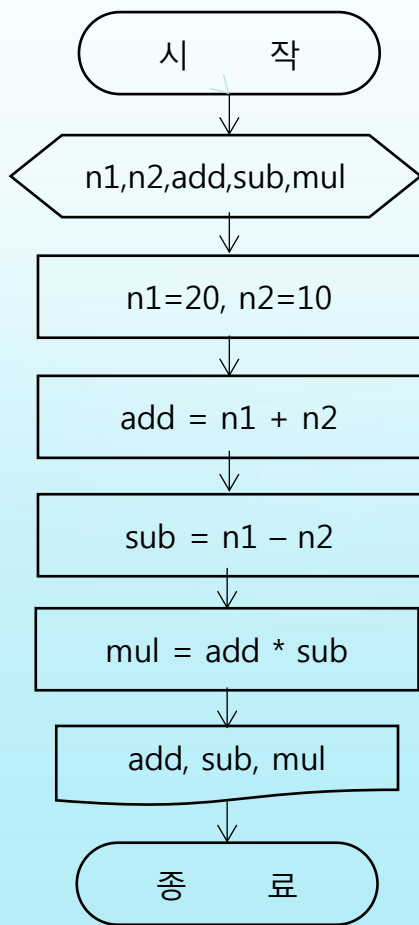 시 작
n1,n2,add,sub,mul
n1=20, n2=10
add = n1 + n2
sub = n1 – n2
mul = add * sub
add, sub, mul
종 료